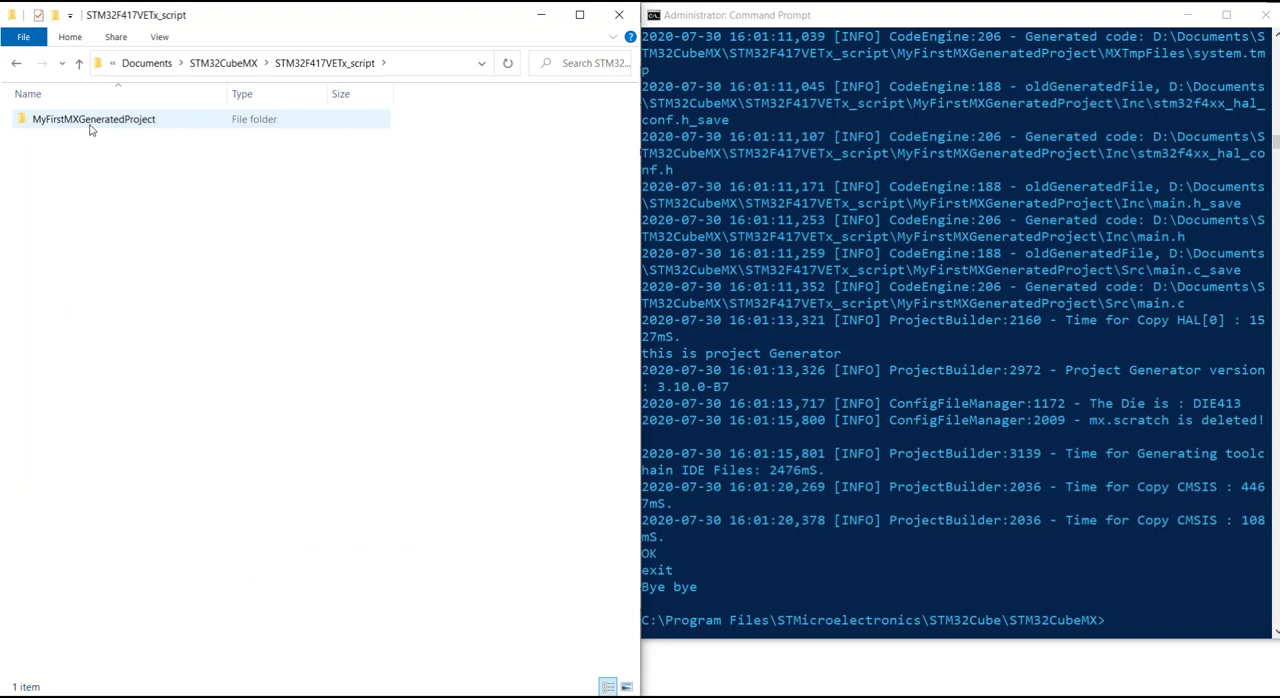 STM32F417VETx_script
File Home Share View
« Documents > STM32CubeMX > STM32F417VETx_script >
Search STM32...
Name Type Size
MyFirstMXGeneratedProject File folder
1 item
Administrator: Command Prompt
2020-07-30 16:01:11,039 [INFO] CodeEngine:206 - Generated code: D:\Documents\S
TM32CubeMX\STM32F417VETx_script\MyFirstMXGeneratedProject\MXTmpFiles\system.tm
p
2020-07-30 16:01:11,045 [INFO] CodeEngine:188 - oldGeneratedFile, D:\Documents
\STM32CubeMX\STM32F417VETx_script\MyFirstMXGeneratedProject\Inc\stm32f4xx_hal_
conf.h_save
2020-07-30 16:01:11,107 [INFO] CodeEngine:206 - Generated code: D:\Documents\S
TM32CubeMX\STM32F417VETx_script\MyFirstMXGeneratedProject\Inc\stm32f4xx_hal_co
nf.h
2020-07-30 16:01:11,171 [INFO] CodeEngine:188 - oldGeneratedFile, D:\Documents
\STM32CubeMX\STM32F417VETx_script\MyFirstMXGeneratedProject\Inc\main.h_save
2020-07-30 16:01:11,253 [INFO] CodeEngine:206 - Generated code: D:\Documents\S
TM32CubeMX\STM32F417VETx_script\MyFirstMXGeneratedProject\Inc\main.h
2020-07-30 16:01:11,259 [INFO] CodeEngine:188 - oldGeneratedFile, D:\Documents
\STM32CubeMX\STM32F417VETx_script\MyFirstMXGeneratedProject\Src\main.c_save
2020-07-30 16:01:11,352 [INFO] CodeEngine:206 - Generated code: D:\Documents\S
TM32CubeMX\STM32F417VETx_script\MyFirstMXGeneratedProject\Src\main.c
2020-07-30 16:01:13,321 [INFO] ProjectBuilder:2160 - Time for Copy HAL[0] : 15
27mS.
this is project Generator
2020-07-30 16:01:13,326 [INFO] ProjectBuilder:2972 - Project Generator version
: 3.10.0-B7
2020-07-30 16:01:13,717 [INFO] ConfigFileManager:1172 - The Die is : DIE413
2020-07-30 16:01:15,800 [INFO] ConfigFileManager:2009 - mx.scratch is deleted!
2020-07-30 16:01:15,801 [INFO] ProjectBuilder:3139 - Time for Generating toolc
hain IDE Files: 2476mS.
2020-07-30 16:01:20,269 [INFO] ProjectBuilder:2036 - Time for Copy CMSIS : 446
7mS.
2020-07-30 16:01:20,378 [INFO] ProjectBuilder:2036 - Time for Copy CMSIS : 108
mS.
OK
exit
Bye bye
C:\Program Files\STMicroelectronics\STM32Cube\STM32CubeMX>